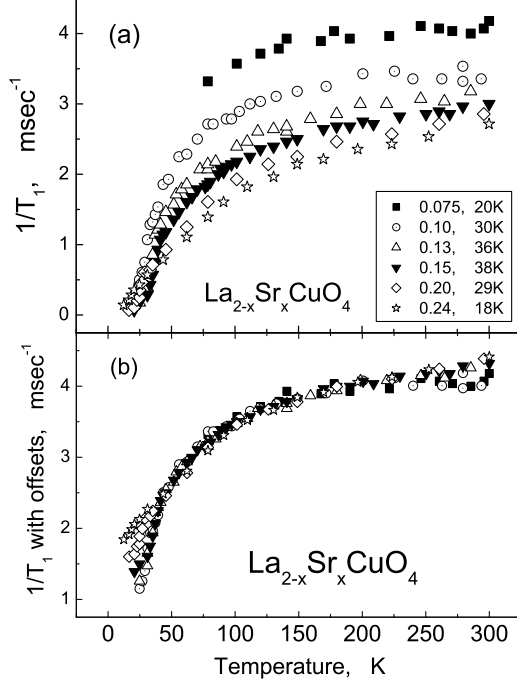 (a)
1/T₁, msec⁻¹
4
3
2
1
0
0.075, 20K
0.10, 30K
0.13, 36K
0.15, 38K
0.20, 29K
0.24, 18K
La₂₋ₓSrₓCuO₄
(b)
1/T₁ with offsets, msec⁻¹
4
3
2
1
La₂₋ₓSrₓCuO₄
0 50 100 150 200 250 300
Temperature, K